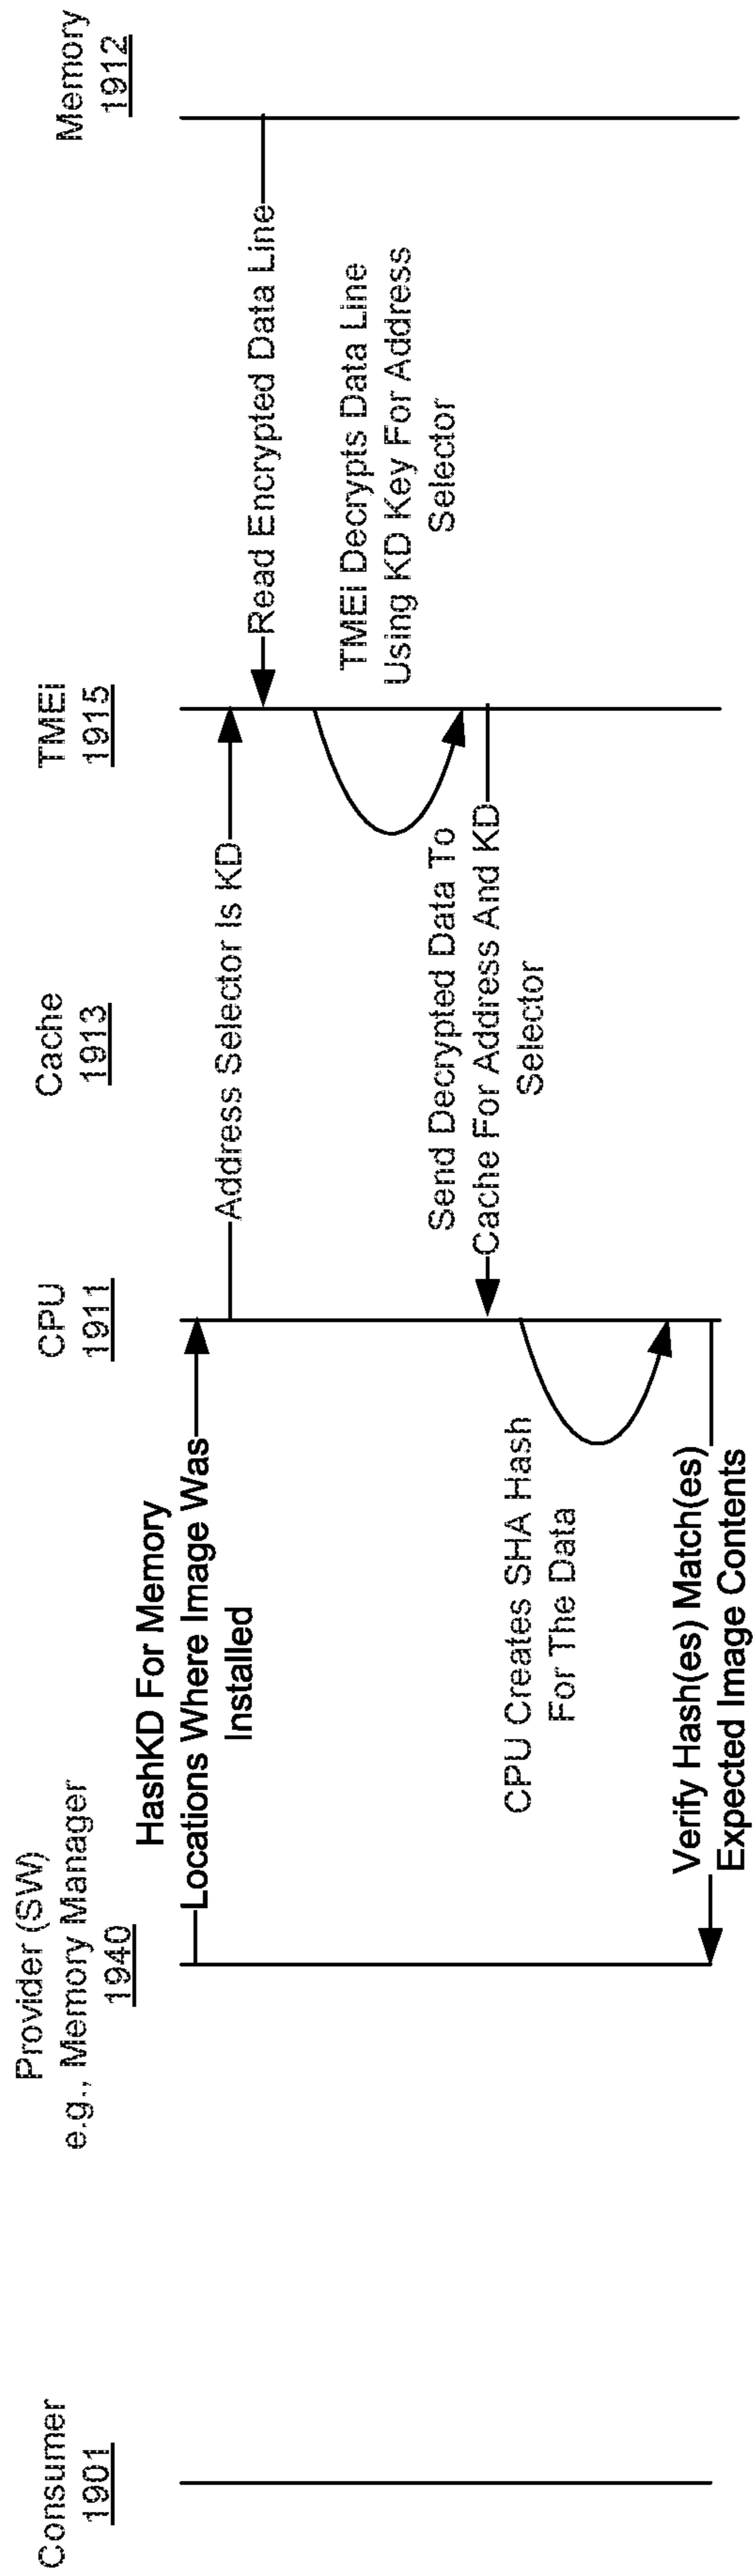 Consumer
1901
Provider (SW)
e.g., Memory Manager
1940
CPU
1911
Cache
1913
TMEi
1915
Memory
1912
HashKD For Memory
Locations Where Image Was
Installed
Address Selector Is KD
Read Encrypted Data Line
TMEi Decrypts Data Line
Using KD Key For Address
Selector
Send Decrypted Data To
Cache For Address And KD
Selector
CPU Creates SHA Hash
For The Data
Verify Hash(es) Match(es)
Expected Image Contents